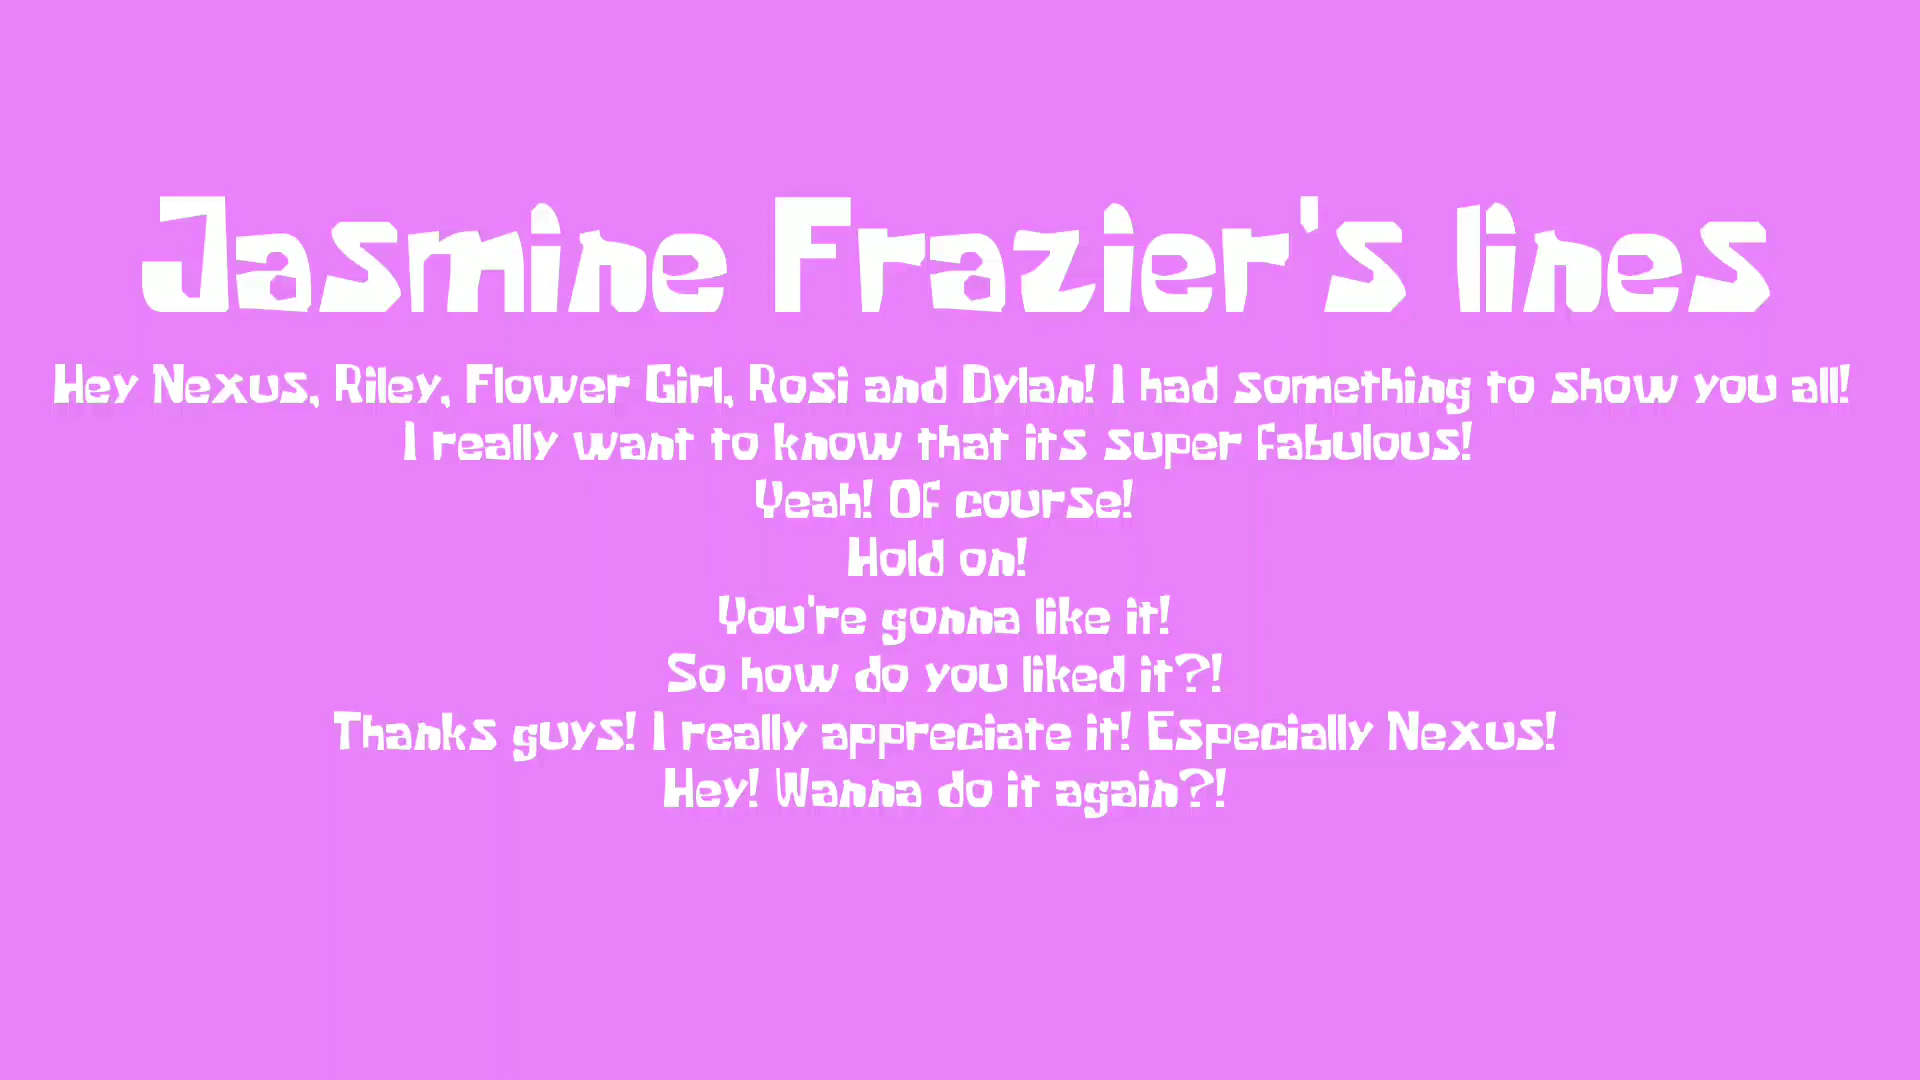 Jasmine Frazier's lines
Hey Nexus, Riley, Flower Girl, Rosi and Dylan! I had something to show you all!
I really want to know that its super fabulous!
Yeah! Of course!
Hold on!
You're gonna like it!
So how do you liked it?!
Thanks guys! I really appreciate it! Especially Nexus!
Hey! Wanna do it again?!